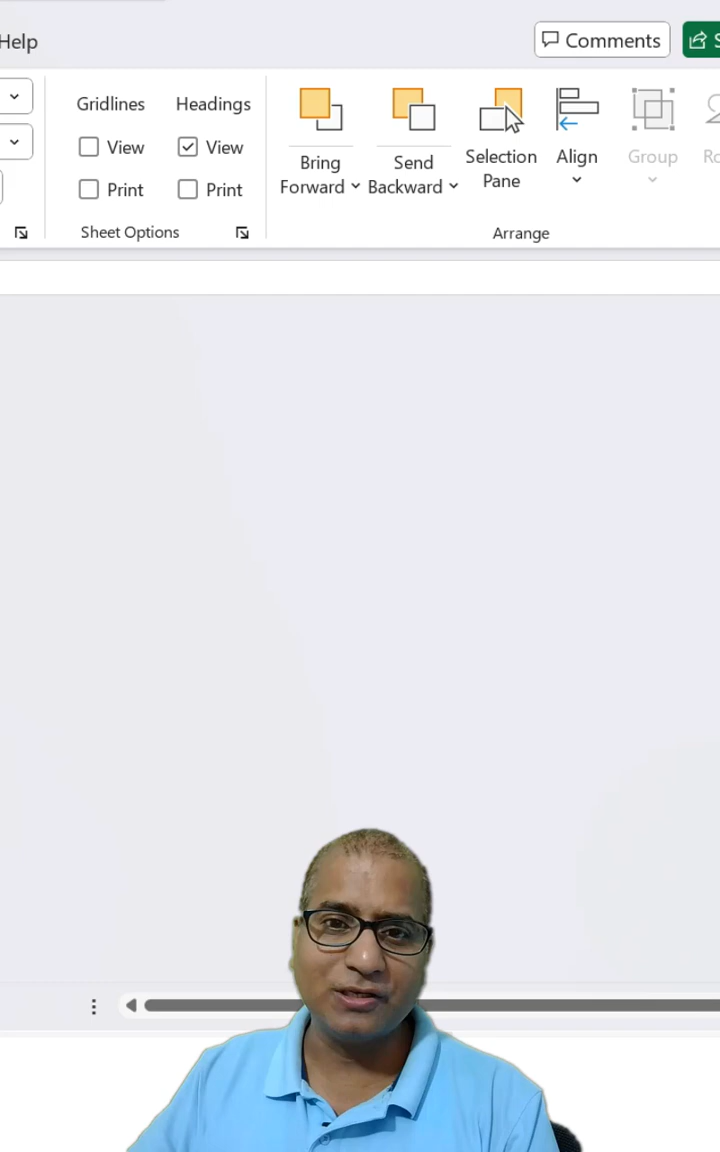 Help
Comments
Gridlines
Headings
View
View
Print
Print
Sheet Options
Bring
Forward
Send
Backward
Selection
Pane
Align
Group
Arrange